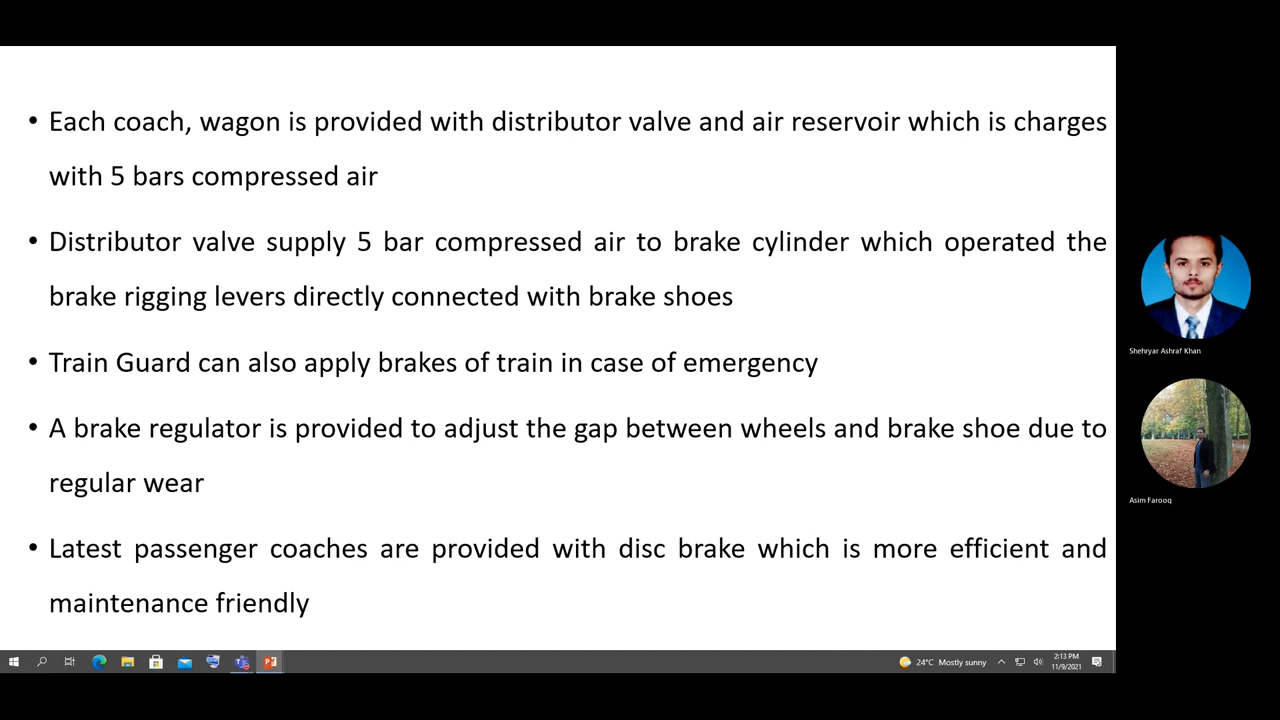 • Each coach, wagon is provided with distributor valve and air reservoir which is charges
with 5 bars compressed air
• Distributor valve supply 5 bar compressed air to brake cylinder which operated the
brake rigging levers directly connected with brake shoes
• Train Guard can also apply brakes of train in case of emergency
• A brake regulator is provided to adjust the gap between wheels and brake shoe due to
regular wear
• Latest passenger coaches are provided with disc brake which is more efficient and
maintenance friendly
Shehryar Ashraf Khan
Asim Farooq
24°C Mostly sunny
2:13 PM
11/9/2021